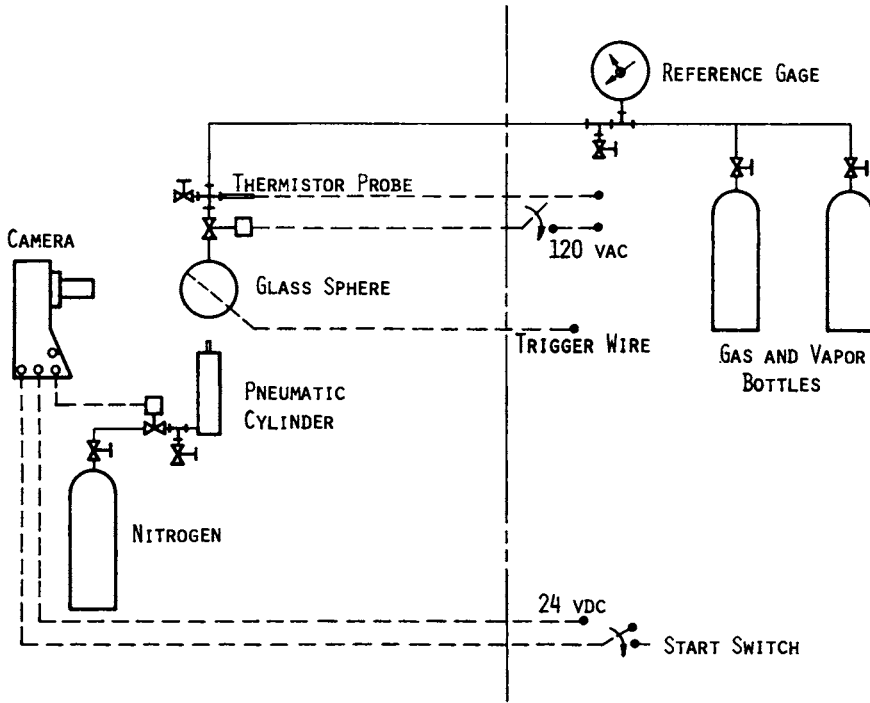 REFERENCE GAGE
THERMISTOR PROBE
CAMERA
120 VAC
GLASS SPHERE
TRIGGER WIRE
GAS AND VAPOR
BOTTLES
PNEUMATIC
CYLINDER
NITROGEN
24 VDC
START SWITCH